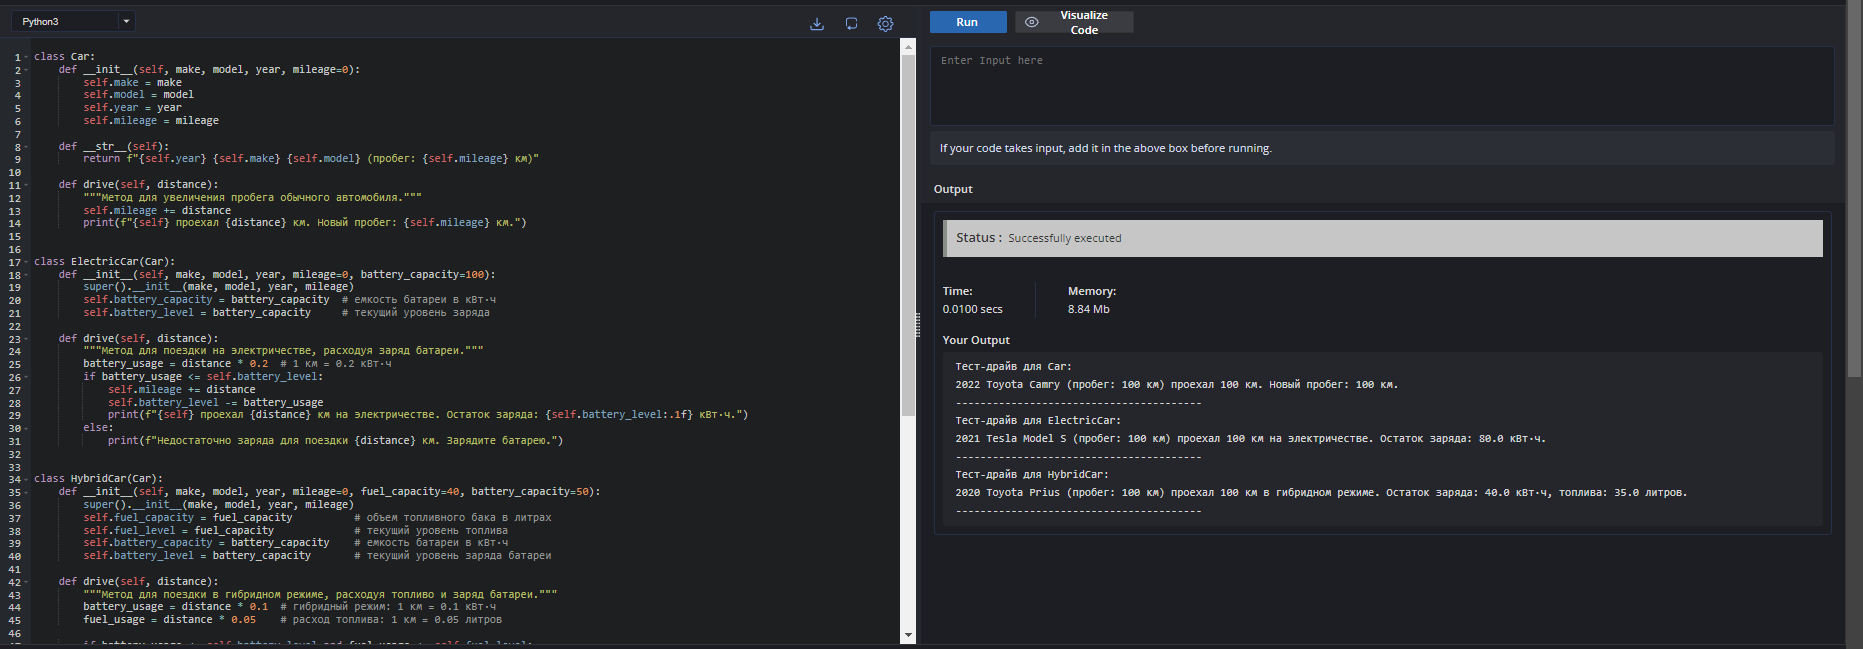 Python3
1 class Car:
2 def __init__(self, make, model, year, mileage=0):
3 self.make = make
4 self.model = model
5 self.year = year
6 self.mileage = mileage
7
8 def __str__(self):
9 return f"{self.year} {self.make} {self.model} (пробег: {self.mileage} км)"
10
11 def drive(self, distance):
12 """Метод для увеличения пробега обычного автомобиля."""
13 self.mileage += distance
14 print(f"{self} проехал {distance} км. Новый пробег: {self.mileage} км.")
15
16
17 class ElectricCar(Car):
18 def __init__(self, make, model, year, mileage=0, battery_capacity=100):
19 super().__init__(make, model, year, mileage)
20 self.battery_capacity = battery_capacity # емкость батареи в кВт·ч
21 self.battery_level = battery_capacity # текущий уровень заряда
22
23 def drive(self, distance):
24 """Метод для поездки на электричестве, расходуя заряд батареи."""
25 battery_usage = distance * 0.2 # 1 км = 0.2 кВт·ч
26 if battery_usage <= self.battery_level:
27 self.mileage += distance
28 self.battery_level -= battery_usage
29 print(f"{self} проехал {distance} км на электричестве. Остаток заряда: {self.battery_level:.1f} кВт·ч.")
30 else:
31 print(f"Недостаточно заряда для поездки {distance} км. Зарядите батарею.")
32
33
34 class HybridCar(Car):
35 def __init__(self, make, model, year, mileage=0, fuel_capacity=40, battery_capacity=50):
36 super().__init__(make, model, year, mileage)
37 self.fuel_capacity = fuel_capacity # объем топливного бака в литрах
38 self.fuel_level = fuel_capacity # текущий уровень топлива
39 self.battery_capacity = battery_capacity # емкость батареи в кВт·ч
40 self.battery_level = battery_capacity # текущий уровень заряда батареи
41
42 def drive(self, distance):
43 """Метод для поездки в гибридном режиме, расходуя топливо и заряд батареи."""
44 battery_usage = distance * 0.1 # гибридный режим: 1 км = 0.1 кВт·ч
45 fuel_usage = distance * 0.05 # расход топлива: 1 км = 0.05 литров
46
Run
Visualize
Code
Enter Input here
If your code takes input, add it in the above box before running.
Output
Status : Successfully executed
Time: Memory:
0.0100 secs 8.84 Mb
Your Output
Тест-драйв для Car:
2022 Toyota Camry (пробег: 100 км) проехал 100 км. Новый пробег: 100 км.
----------------------------------------
Тест-драйв для ElectricCar:
2021 Tesla Model S (пробег: 100 км) проехал 100 км на электричестве. Остаток заряда: 80.0 кВт·ч.
----------------------------------------
Тест-драйв для HybridCar:
2020 Toyota Prius (пробег: 100 км) проехал 100 км в гибридном режиме. Остаток заряда: 40.0 кВт·ч, топлива: 35.0 литров.
----------------------------------------